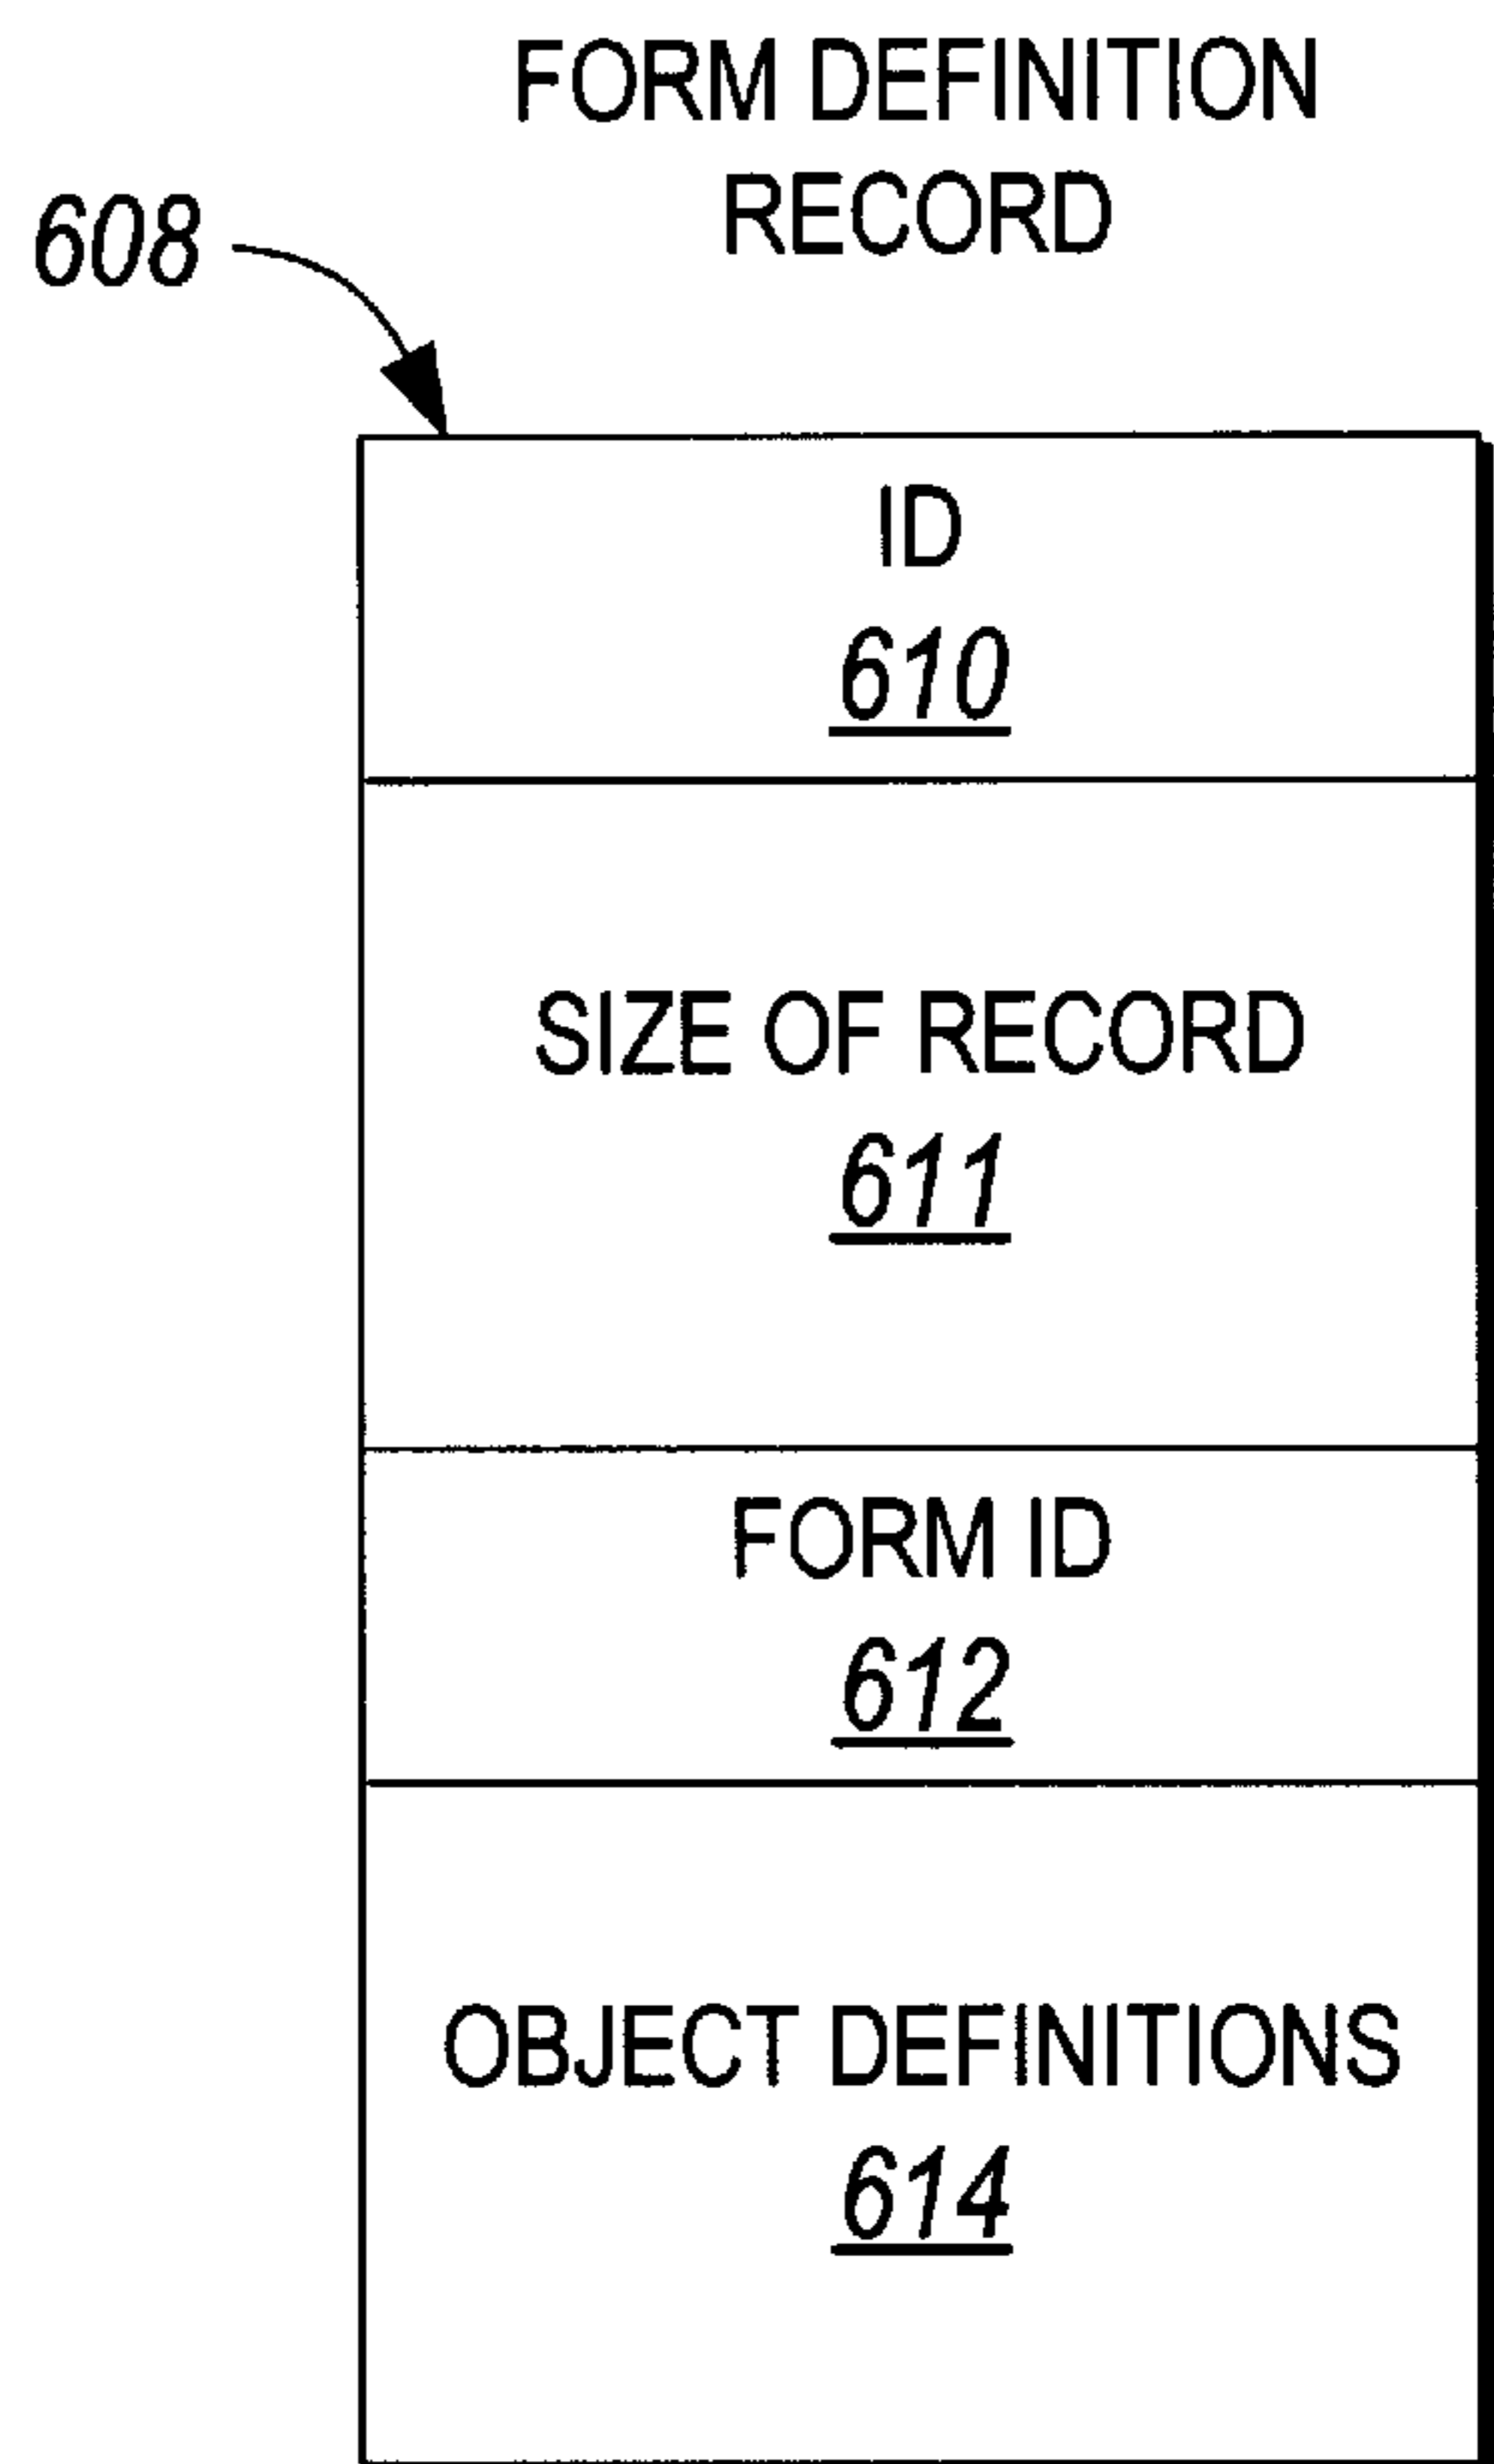 FORM DEFINITION
RECORD
608
ID
610
SIZE OF RECORD
611
FORM ID
612
OBJECT DEFINITIONS
614